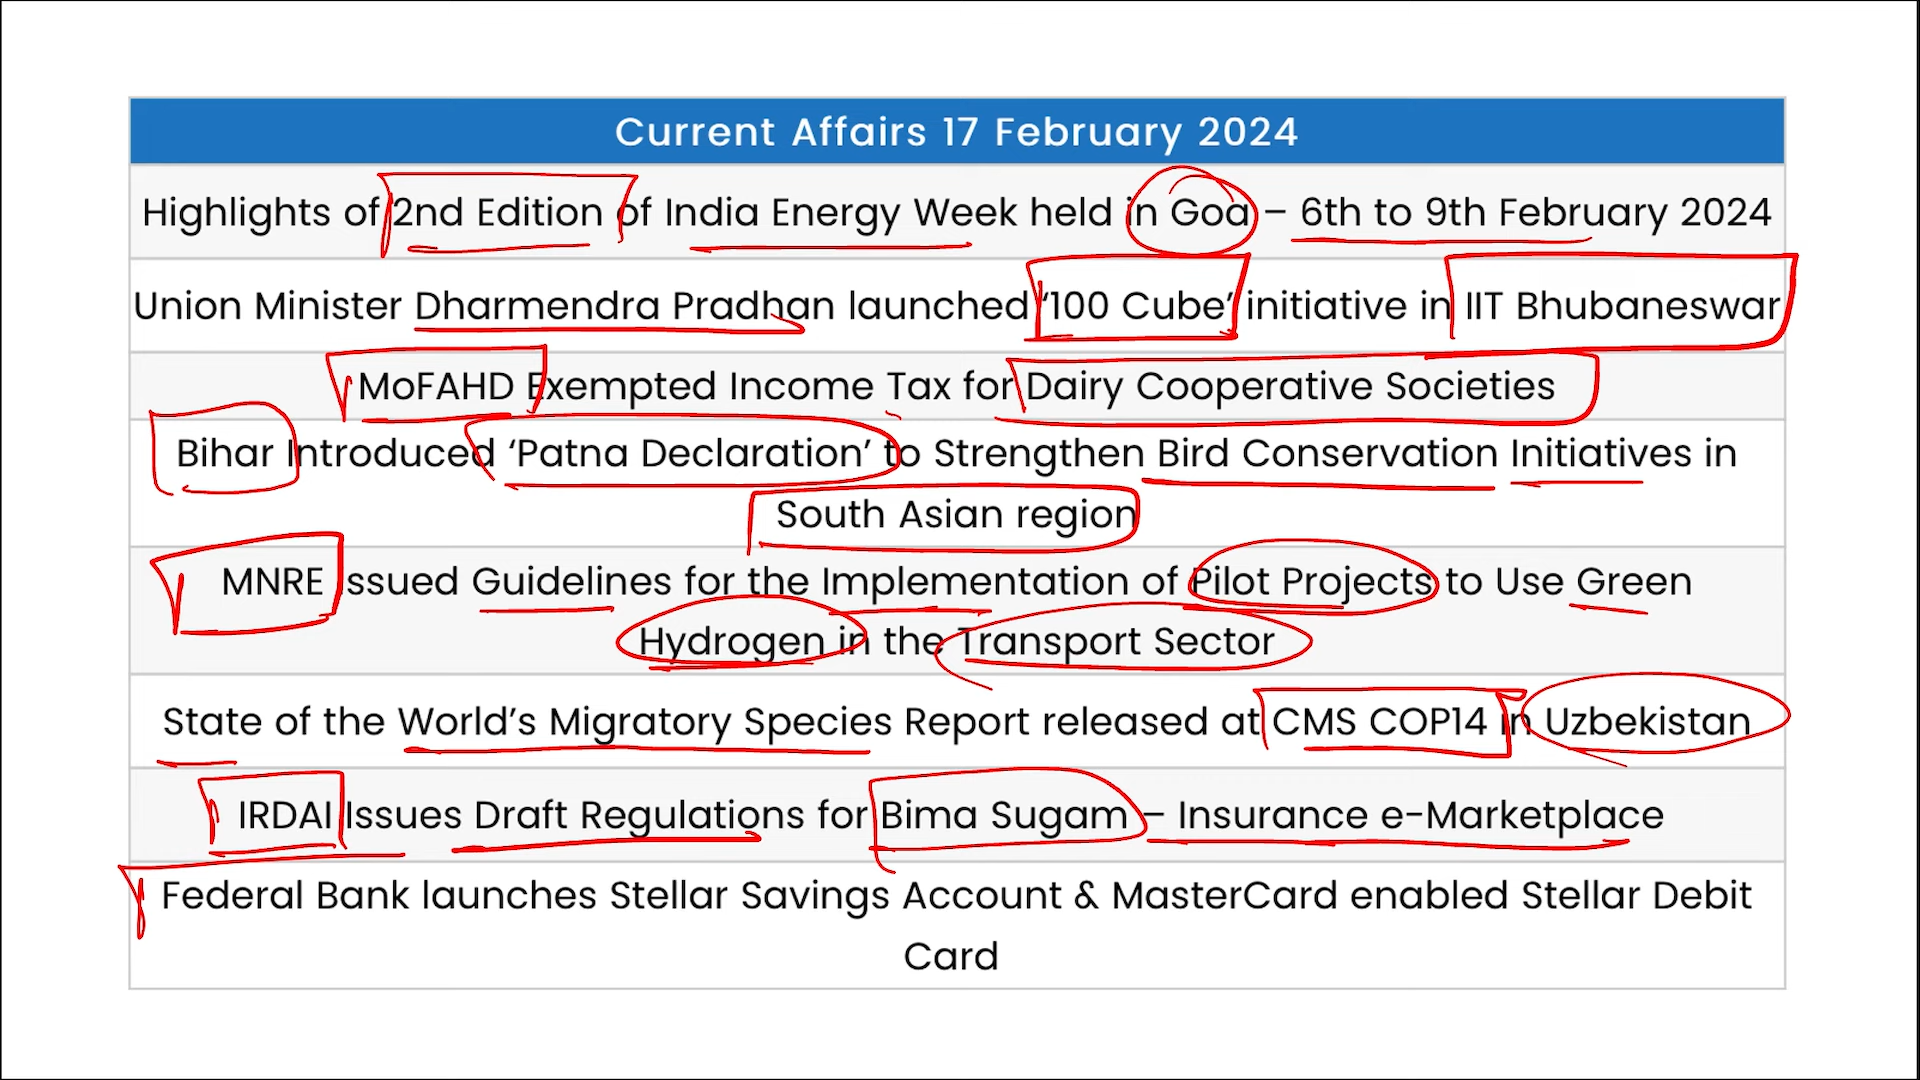 Current Affairs 17 February 2024
Highlights of 2nd Edition of India Energy Week held in Goa – 6th to 9th February 2024
Union Minister Dharmendra Pradhan launched ‘100 Cube’ initiative in IIT Bhubaneswar
MoFAHD Exempted Income Tax for Dairy Cooperative Societies
Bihar Introduced ‘Patna Declaration’ to Strengthen Bird Conservation Initiatives in
South Asian region
MNRE Issued Guidelines for the Implementation of Pilot Projects to Use Green
Hydrogen in the Transport Sector
State of the World’s Migratory Species Report released at CMS COP14 in Uzbekistan
IRDAI Issues Draft Regulations for Bima Sugam – Insurance e-Marketplace
Federal Bank launches Stellar Savings Account & MasterCard enabled Stellar Debit
Card